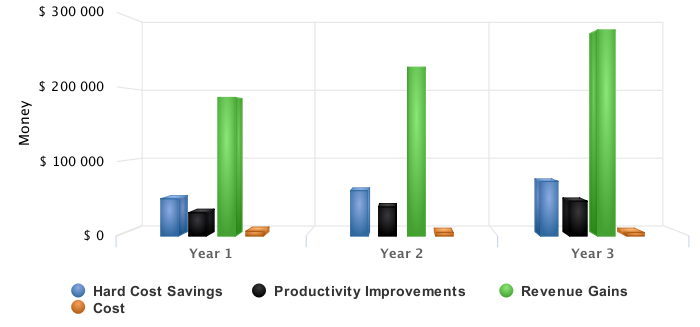 $ 300 000
$ 200 000
$ 100 000
$ 0
Money
Year 1
Year 2
Year 3
Hard Cost Savings
Productivity Improvements
Revenue Gains
Cost